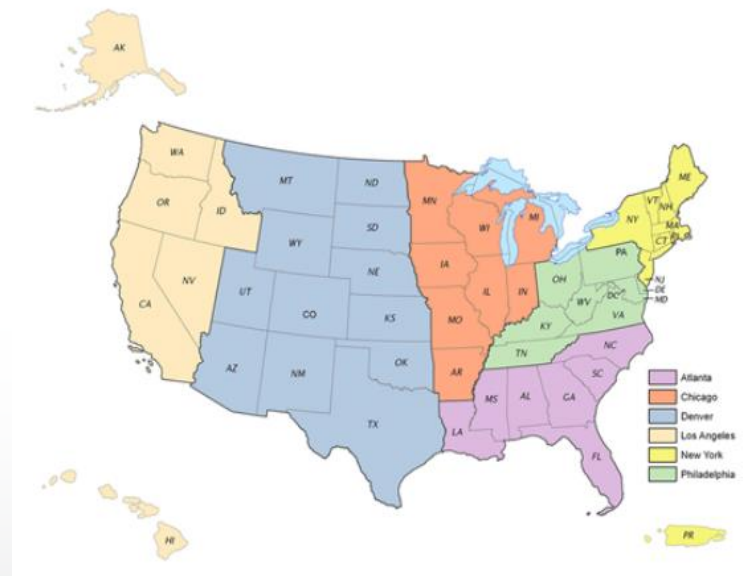 AK
WA
MT
ND
MN
ME
VT
NH
OR
ID
SD
WI
MI
NY
MA
CT
WY
IA
PA
NV
NE
OH
NJ
DE
MD
CA
UT
CO
KS
IL
IN
WV
DC
VA
MO
KY
AZ
NM
OK
AR
TN
NC
SC
MS
AL
GA
TX
LA
FL
HI
PR
Atlanta
Chicago
Denver
Los Angeles
New York
Philadelphia